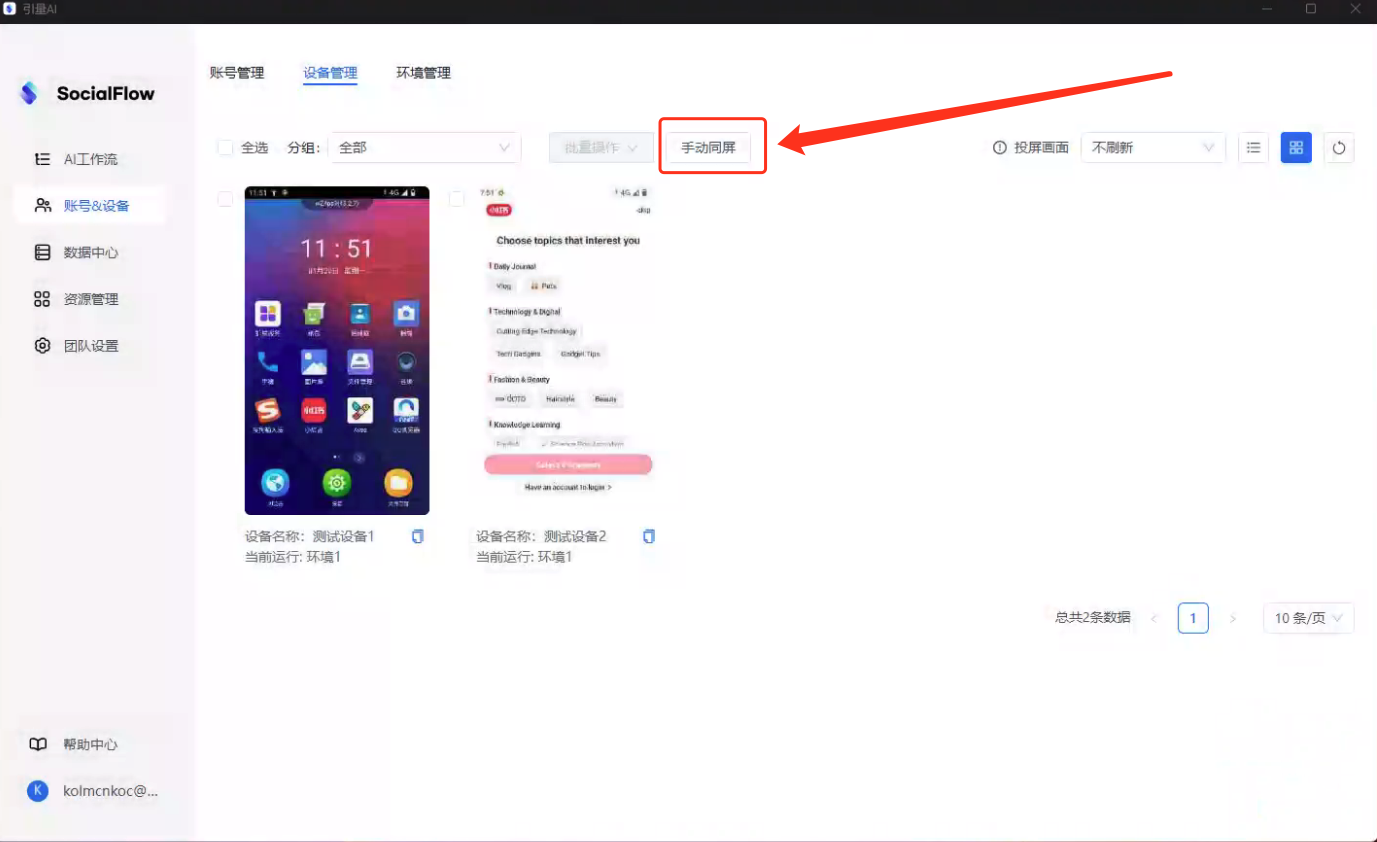 引量AI
账号管理 设备管理 环境管理
SocialFlow
全选 分组: 全部 批量操作 手动同屏 投屏画面 不刷新
AI工作流
账号&设备
数据中心
资源管理
团队设置
11:51 4G
11:51
7:51 4G
小红书
skip
Choose topics that interest you
Daily Journal
Vlog Pets
Technology & Digital
Cutting Edge Technology
Tech Gadgets Gadget Tips
Fashion & Beauty
OOTD Hairstyle Beauty
Knowledge Learning
Have an account to login >
小红书
设备名称: 测试设备1
当前运行: 环境1
设备名称: 测试设备2
当前运行: 环境1
总共2条数据 < 1 > 10 条/页
帮助中心
K kolmcnkoc@...